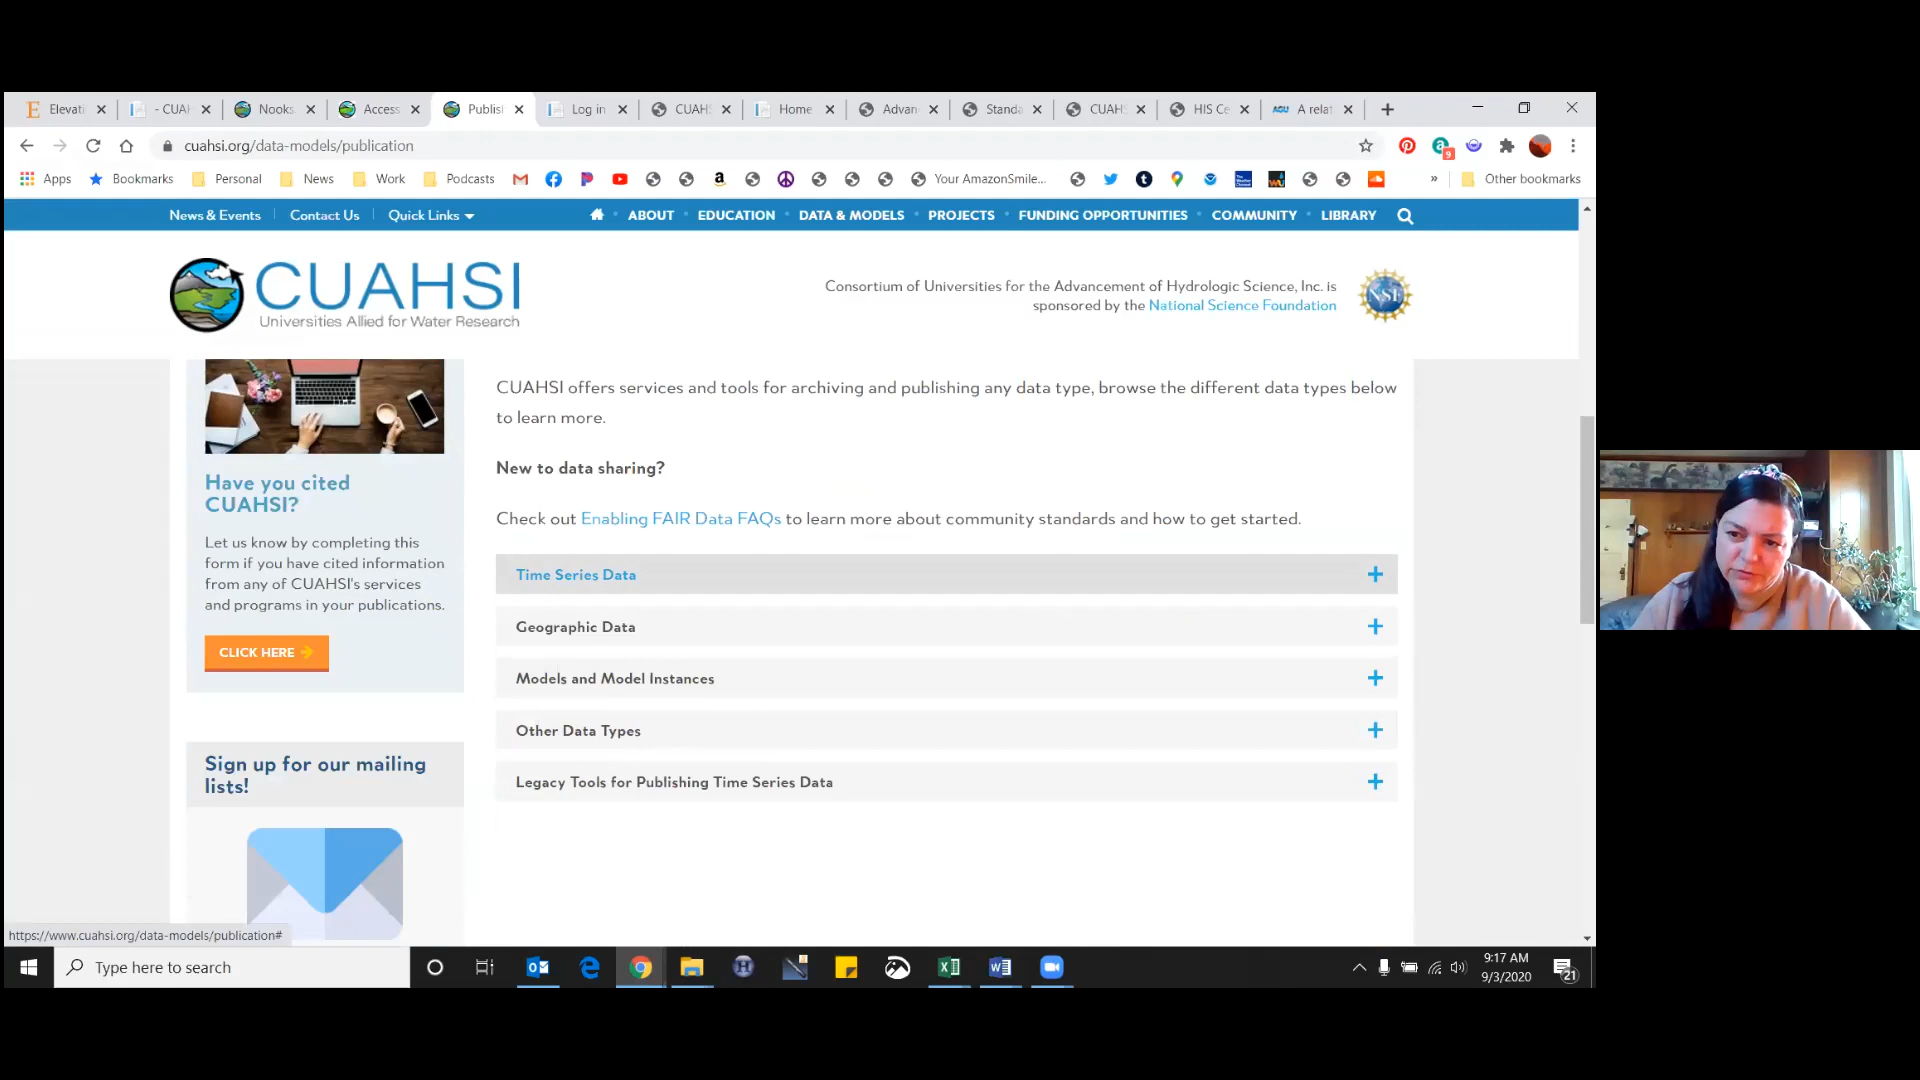 Elevati
- CUAH
Nooks
Access
Publis
Log in
CUAHS
Home
Advan
Standa
CUAHS
HIS Ce
AGU A relat
cuahsi.org/data-models/publication
9
Apps
Bookmarks
Personal
News
Work
Podcasts
Your AmazonSmile...
»
Other bookmarks
News & Events
Contact Us
Quick Links
ABOUT
EDUCATION
DATA & MODELS
PROJECTS
FUNDING OPPORTUNITIES
COMMUNITY
LIBRARY
CUAHSI
Universities Allied for Water Research
Consortium of Universities for the Advancement of Hydrologic Science, Inc. is
sponsored by the National Science Foundation
NSF
Have you cited
CUAHSI?
Let us know by completing this
form if you have cited information
from any of CUAHSI's services
and programs in your publications.
CLICK HERE
Sign up for our mailing
lists!
CUAHSI offers services and tools for archiving and publishing any data type, browse the different data types below
to learn more.
New to data sharing?
Check out Enabling FAIR Data FAQs to learn more about community standards and how to get started.
Time Series Data
Geographic Data
Models and Model Instances
Other Data Types
Legacy Tools for Publishing Time Series Data
https://www.cuahsi.org/data-models/publication#
Type here to search
9:17 AM
9/3/2020
21